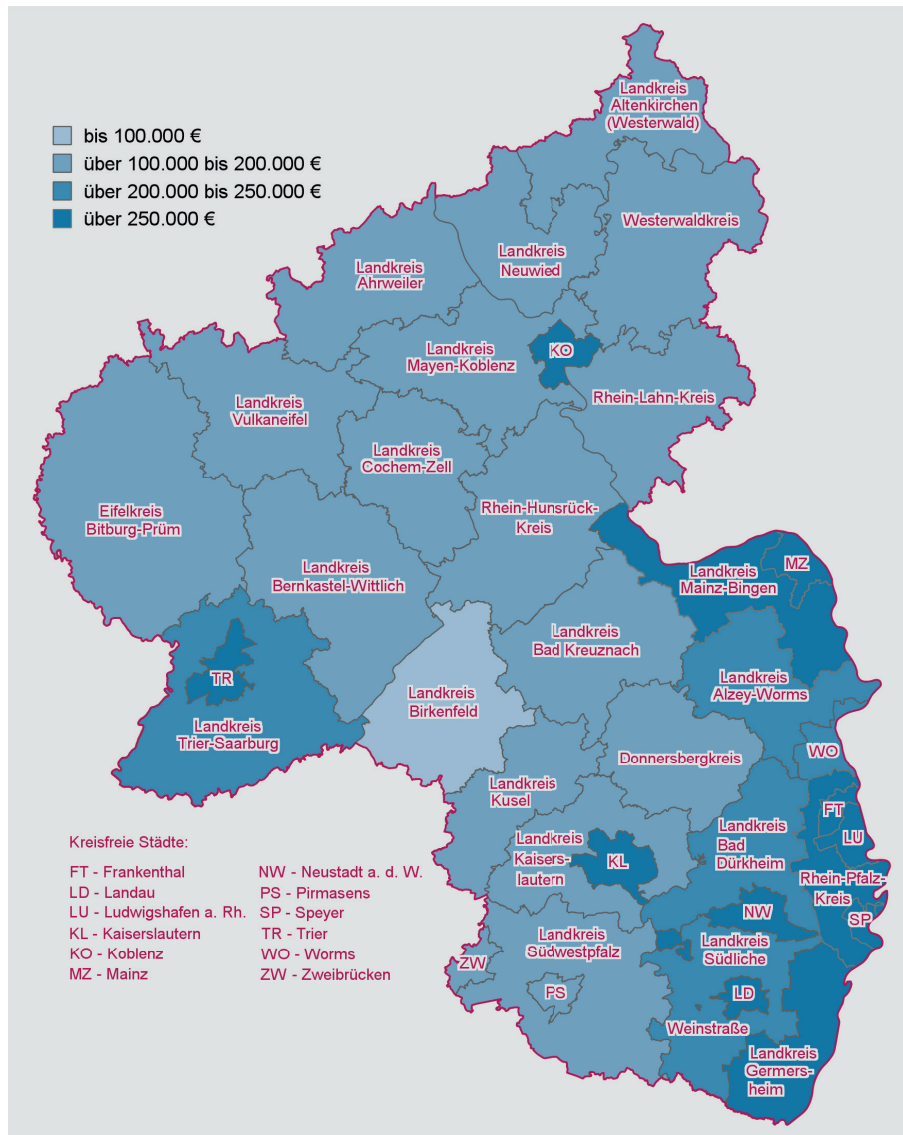 bis 100.000 €
über 100.000 bis 200.000 €
über 200.000 bis 250.000 €
über 250.000 €
Landkreis
Altenkirchen
(Westerwald)
Westerwaldkreis
Landkreis
Neuwied
Landkreis
Ahrweiler
Landkreis
Mayen-Koblenz
KO
Rhein-Lahn-Kreis
Landkreis
Vulkaneifel
Landkreis
Cochem-Zell
Eifelkreis
Bitburg-Prüm
Rhein-Hunsrück-
Kreis
Landkreis
Bernkastel-Wittlich
Landkreis
Mainz-Bingen
MZ
Landkreis
Bad Kreuznach
TR
Landkreis
Trier-Saarburg
Landkreis
Birkenfeld
Landkreis
Alzey-Worms
WO
Donnersbergkreis
Landkreis
Kusel
Landkreis
Kaisers-
lautern
KL
Landkreis
Bad
Dürkheim
FT
LU
Rhein-Pfalz-
Kreis
SP
NW
Landkreis
Südwestpfalz
Landkreis
Südliche
Weinstraße
ZW
PS
LD
Landkreis
Germers-
heim
Kreisfreie Städte:
FT - Frankenthal
LD - Landau
LU - Ludwigshafen a. Rh.
KL - Kaiserslautern
KO - Koblenz
MZ - Mainz
NW - Neustadt a. d. W.
PS - Pirmasens
SP - Speyer
TR - Trier
WO - Worms
ZW - Zweibrücken